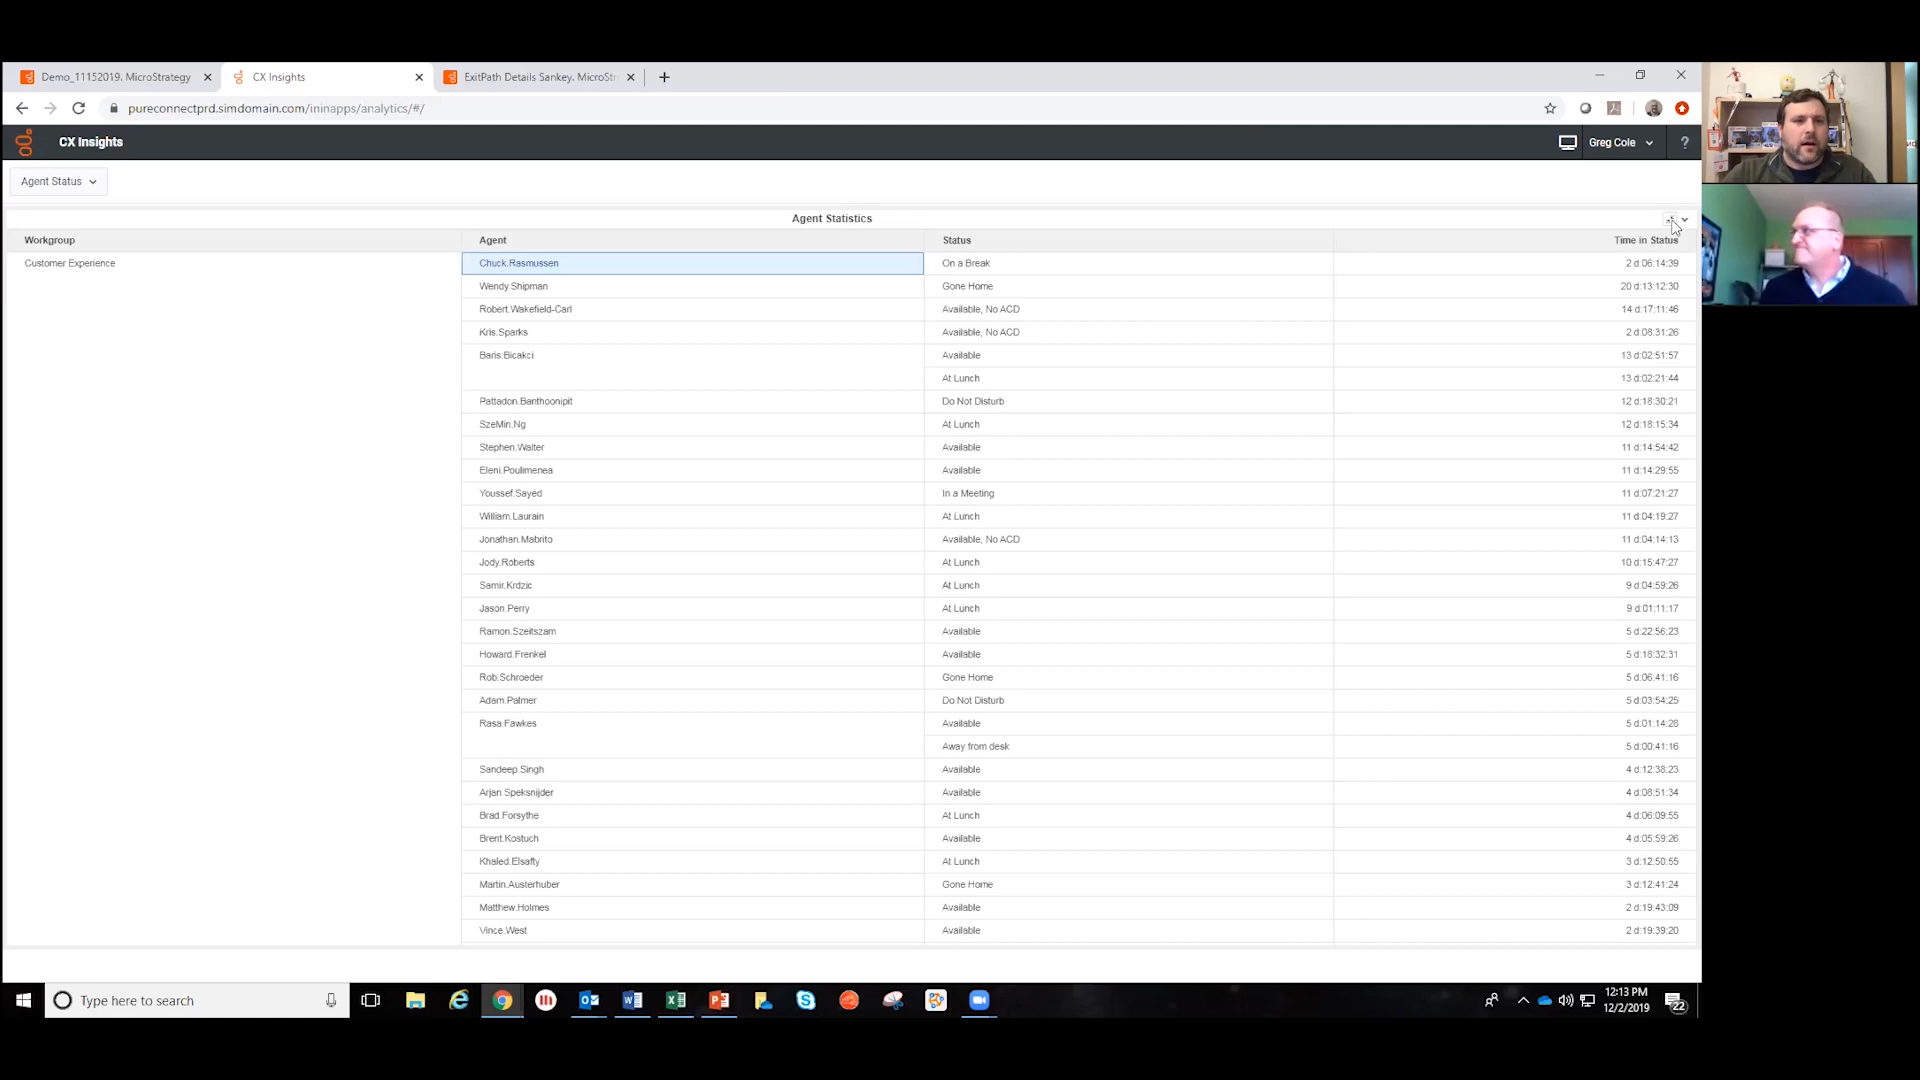 Demo_11152019. MicroStrategy
CX Insights
ExitPath Details Sankey. MicroStr
pureconnectprd.simdomain.com/ininapps/analytics/#/
CX Insights
Greg Cole
?
Agent Status
Agent Statistics
Workgroup Agent Status Time in Status
Customer Experience Chuck.Rasmussen On a Break 2 d:06:14:39
Wendy.Shipman Gone Home 20 d:13:12:30
Robert.Wakefield-Carl Available, No ACD 14 d:17:11:46
Kris.Sparks Available, No ACD 2 d:08:31:26
Baris.Bicakci Available 13 d:02:51:57
At Lunch 13 d:02:21:44
Pattadon.Banthoonipit Do Not Disturb 12 d:18:30:21
SzeMin.Ng At Lunch 12 d:18:15:34
Stephen.Walter Available 11 d:14:54:42
Eleni.Poulimenea Available 11 d:14:29:55
Youssef.Sayed In a Meeting 11 d:07:21:27
William.Laurain At Lunch 11 d:04:19:27
Jonathan.Mabrito Available, No ACD 11 d:04:14:13
Jody.Roberts At Lunch 10 d:15:47:27
Samir.Krdzic At Lunch 9 d:04:59:26
Jason.Perry At Lunch 9 d:01:11:17
Ramon.Szeitszam Available 5 d:22:56:23
Howard.Frenkel Available 5 d:18:32:31
Rob.Schroeder Gone Home 5 d:06:41:16
Adam.Palmer Do Not Disturb 5 d:03:54:25
Rasa.Fawkes Available 5 d:01:14:28
Away from desk 5 d:00:41:16
Sandeep.Singh Available 4 d:12:38:23
Arjan.Speksnijder Available 4 d:08:51:34
Brad.Forsythe At Lunch 4 d:06:09:55
Brent.Kostuch Available 4 d:05:59:26
Khaled.Elsafty At Lunch 3 d:12:50:55
Martin.Austerhuber Gone Home 3 d:12:41:24
Matthew.Holmes Available 2 d:19:43:09
Vince.West Available 2 d:19:39:20
Type here to search
12:13 PM
12/2/2019
22